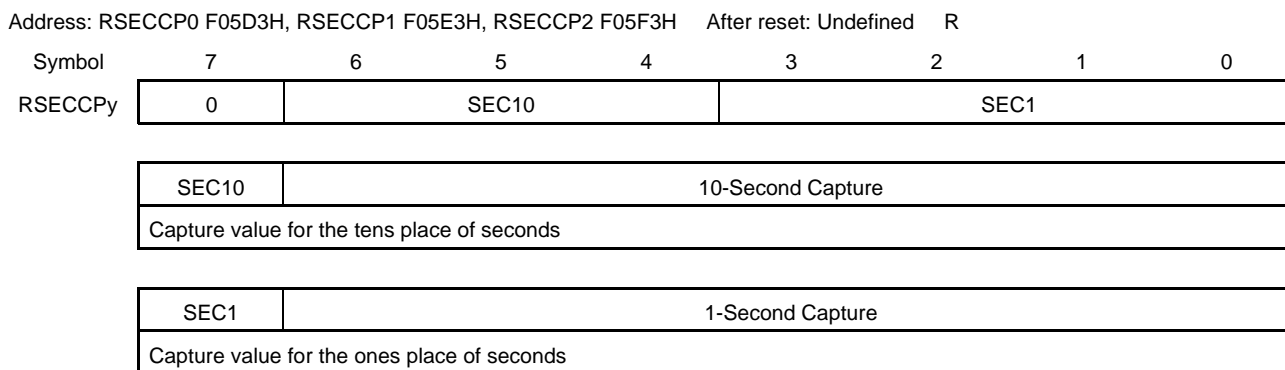 Address: RSECCP0 F05D3H, RSECCP1 F05E3H, RSECCP2 F05F3H After reset: Undefined R
Symbol 7 6 5 4 3 2 1 0
RSECCPy 0 SEC10 SEC1
SEC10 10-Second Capture
Capture value for the tens place of seconds
SEC1 1-Second Capture
Capture value for the ones place of seconds